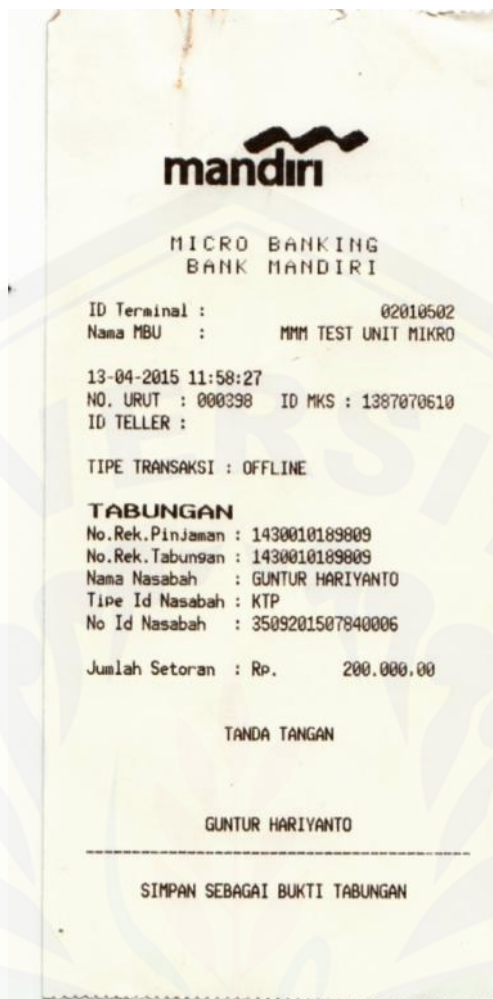 mandiri
MICRO BANKING
BANK MANDIRI
ID Terminal : 02010502
Nama MBU : MMM TEST UNIT MIKRO
13-04-2015 11:58:27
NO. URUT : 000398 ID MKS : 1387070610
ID TELLER :
TIPE TRANSAKSI : OFFLINE
TABUNGAN
No.Rek.Pinjaman : 1430010189809
No.Rek.Tabungan : 1430010189809
Nama Nasabah : GUNTUR HARIYANTO
Tipe Id Nasabah : KTP
No Id Nasabah : 3509201507840006
Jumlah Setoran : Rp. 200.000,00
TANDA TANGAN
GUNTUR HARIYANTO
SIMPAN SEBAGAI BUKTI TABUNGAN